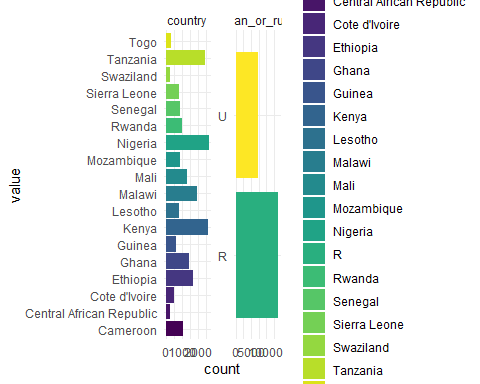 country
an_or_ru
Togo
Tanzania
Swaziland
Sierra Leone
Senegal
Rwanda
Nigeria
Mozambique
Mali
Malawi
Lesotho
Kenya
Guinea
Ghana
Ethiopia
Cote d'Ivoire
Central African Republic
Cameroon
value
U
R
010002000
0500010000
count
Central African Republic
Cote d'Ivoire
Ethiopia
Ghana
Guinea
Kenya
Lesotho
Malawi
Mali
Mozambique
Nigeria
R
Rwanda
Senegal
Sierra Leone
Swaziland
Tanzania